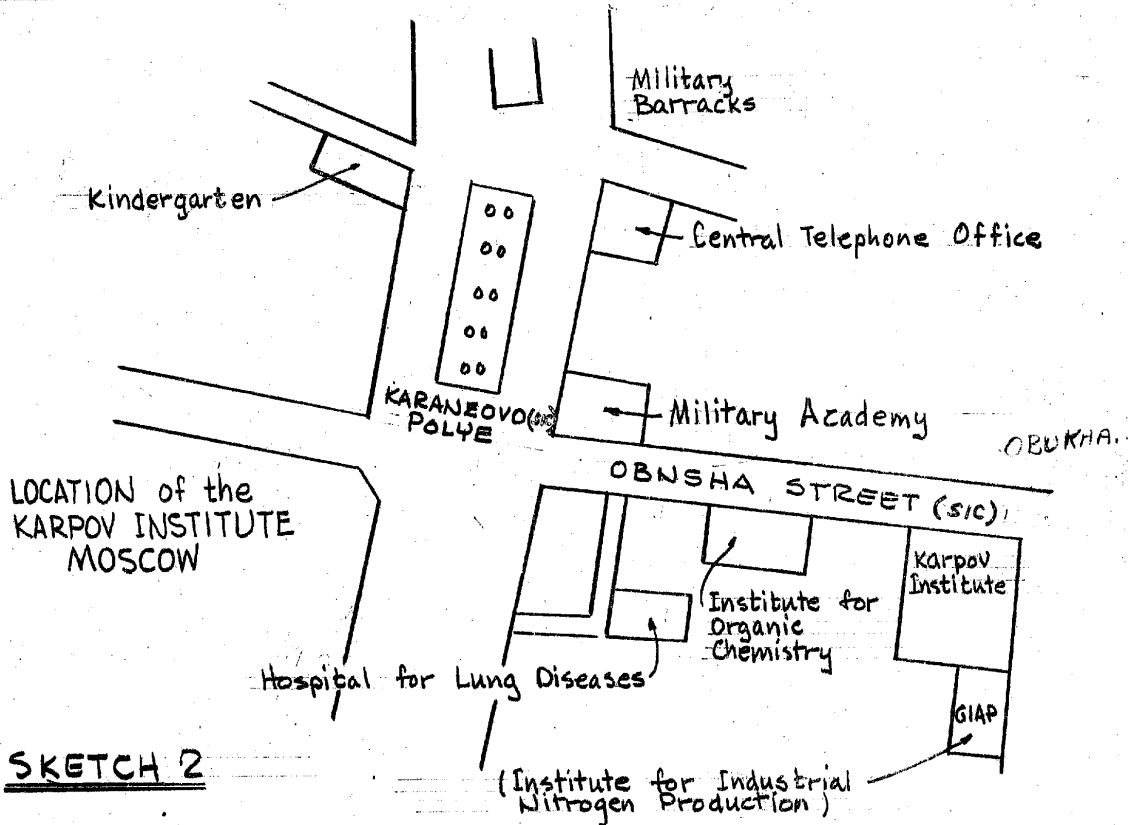 Military
Barracks
Kindergarten
Central Telephone Office
KARANEOVO (SIC)
POLYE
Military Academy
OBUKHA..
OBNSHA STREET (SIC)
LOCATION of the
KARPOV INSTITUTE
MOSCOW
Karpov
Institute
Institute for
Organic
Chemistry
Hospital for Lung Diseases
GIAP
SKETCH 2
(Institute for Industrial
Nitrogen Production)